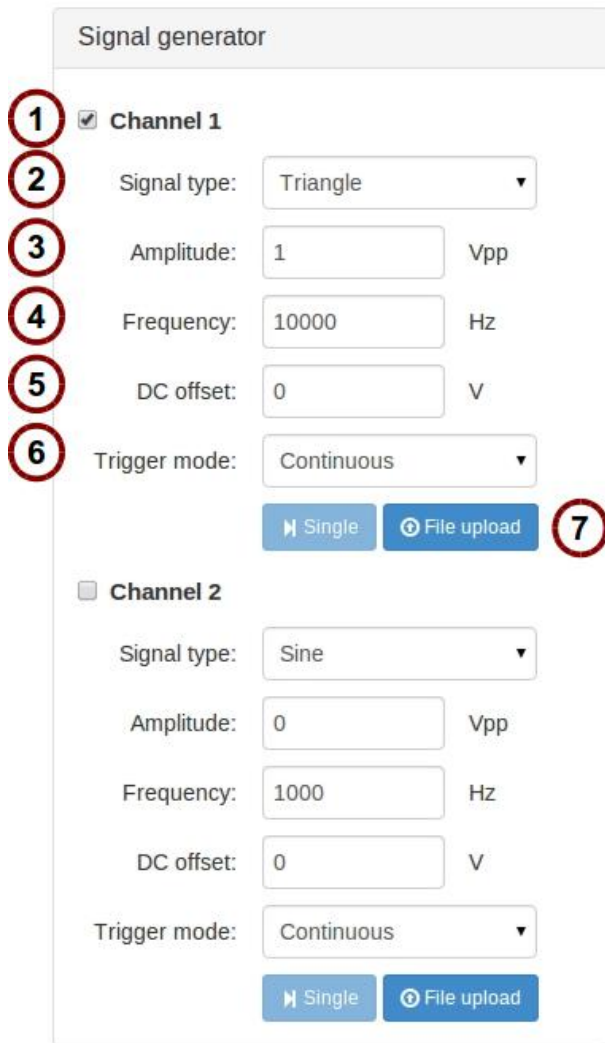 Signal generator
1 Channel 1
2 Signal type: Triangle
3 Amplitude: 1 Vpp
4 Frequency: 10000 Hz
5 DC offset: 0 V
6 Trigger mode: Continuous
Single File upload 7
Channel 2
Signal type: Sine
Amplitude: 0 Vpp
Frequency: 1000 Hz
DC offset: 0 V
Trigger mode: Continuous
Single File upload